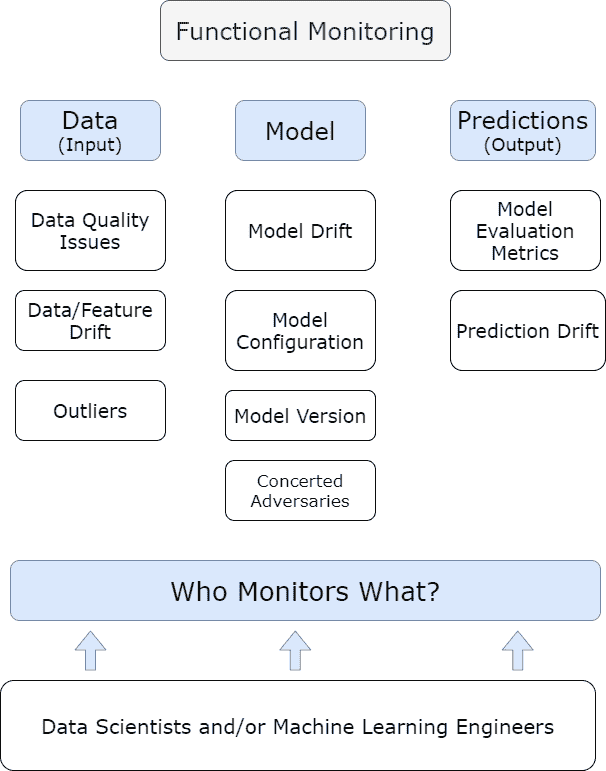 Functional Monitoring
Data
(Input)
Data Quality
Issues
Data/Feature
Drift
Outliers
Model
Model Drift
Model
Configuration
Model Version
Concerted
Adversaries
Predictions
(Output)
Model
Evaluation
Metrics
Prediction Drift
Who Monitors What?
Data Scientists and/or Machine Learning Engineers